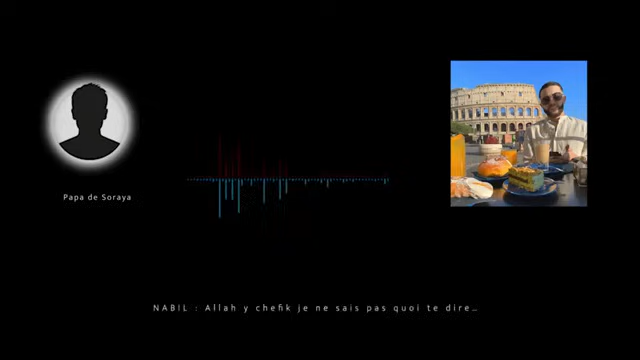 Papa de Soraya
NABIL : Allah y chefik je ne sais pas quoi te dire…